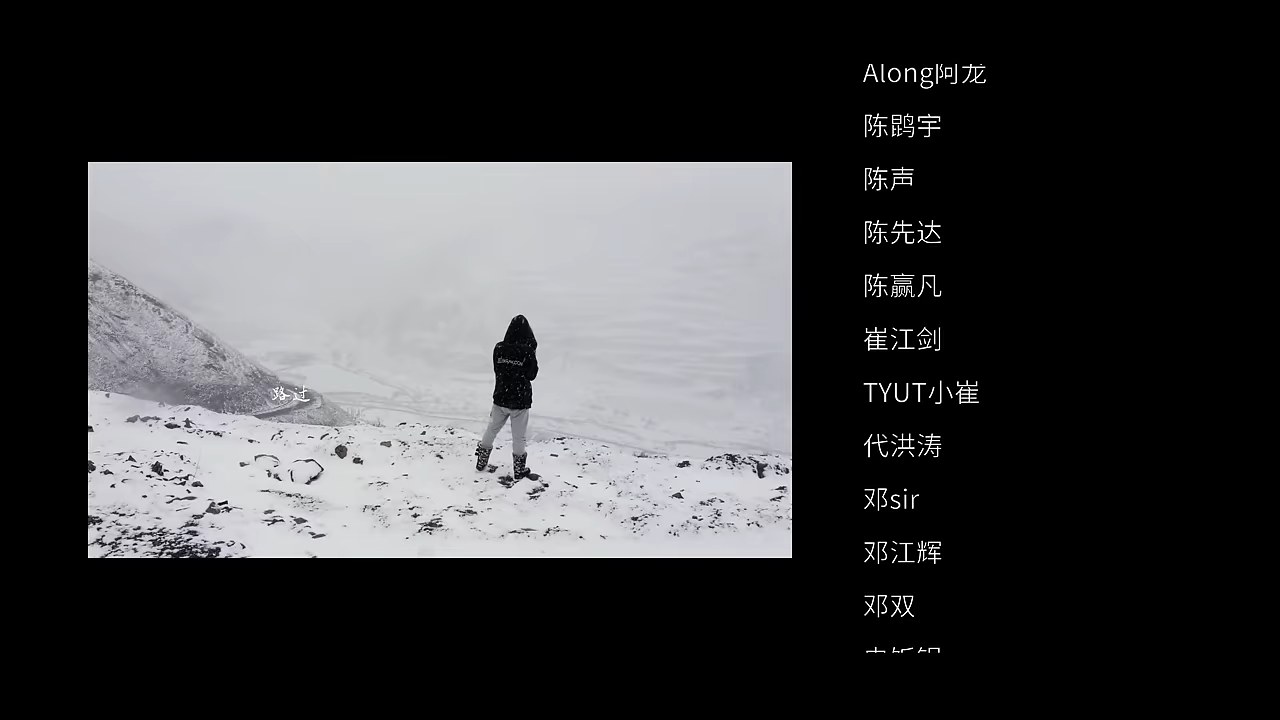 Along阿龙
陈鹍宇
陈声
陈先达
陈赢凡
崔江剑
TYUT小崔
代洪涛
邓sir
邓江辉
邓双
路过